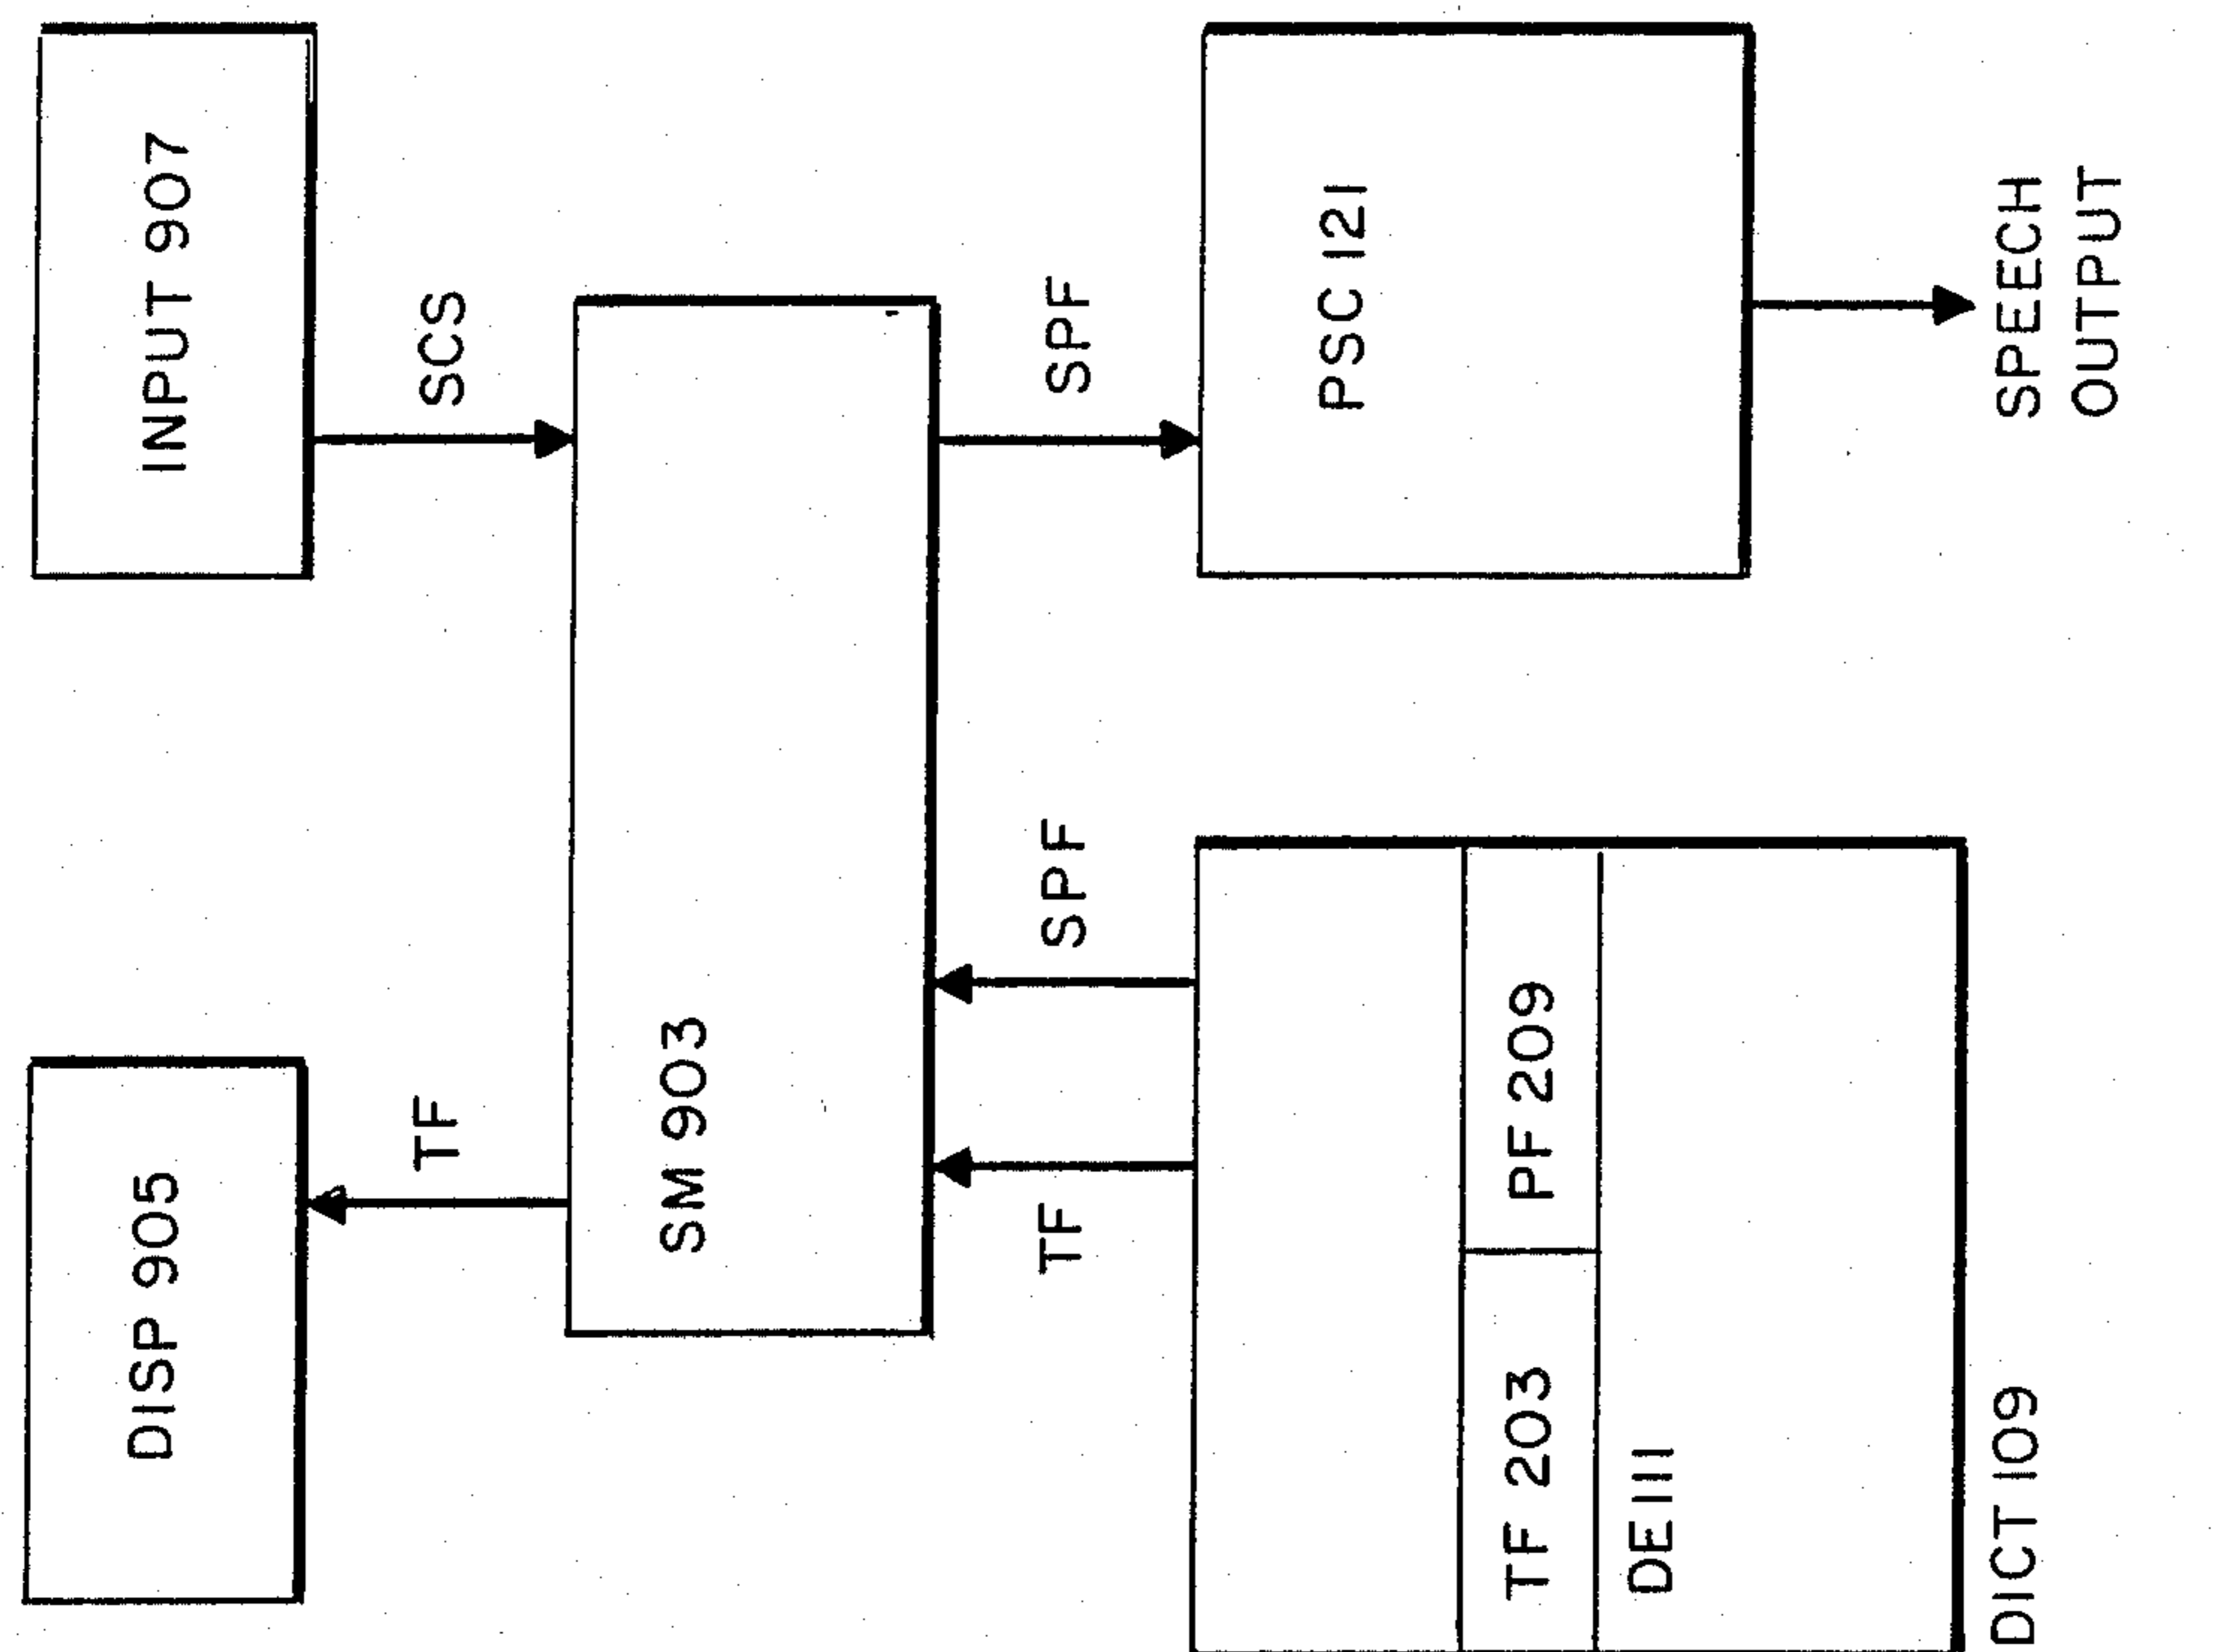 DISP 905
INPUT 907
TF
SCS
SM 903
TF
SPF
SPF
PSC 121
TF 203
PF 209
DE 111
DICT 109
SPEECH
OUTPUT